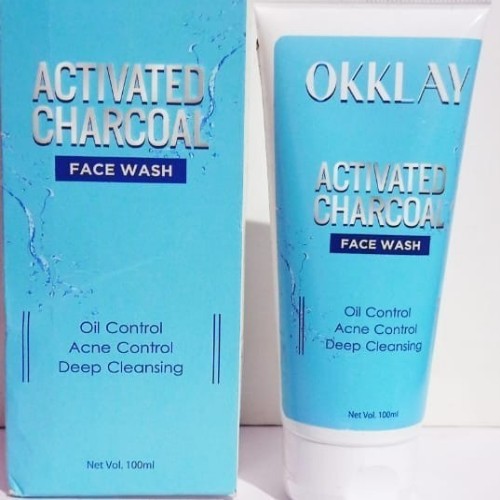 ACTIVATED
CHARCOAL
FACE WASH
Oil Control
Acne Control
Deep Cleansing
Net Vol, 100ml
OKKLAY
ACTIVATED
CHARCOAL
FACE WASH
Oil Control
Acne Control
Deep Cleansing
Net Vol. 100ml